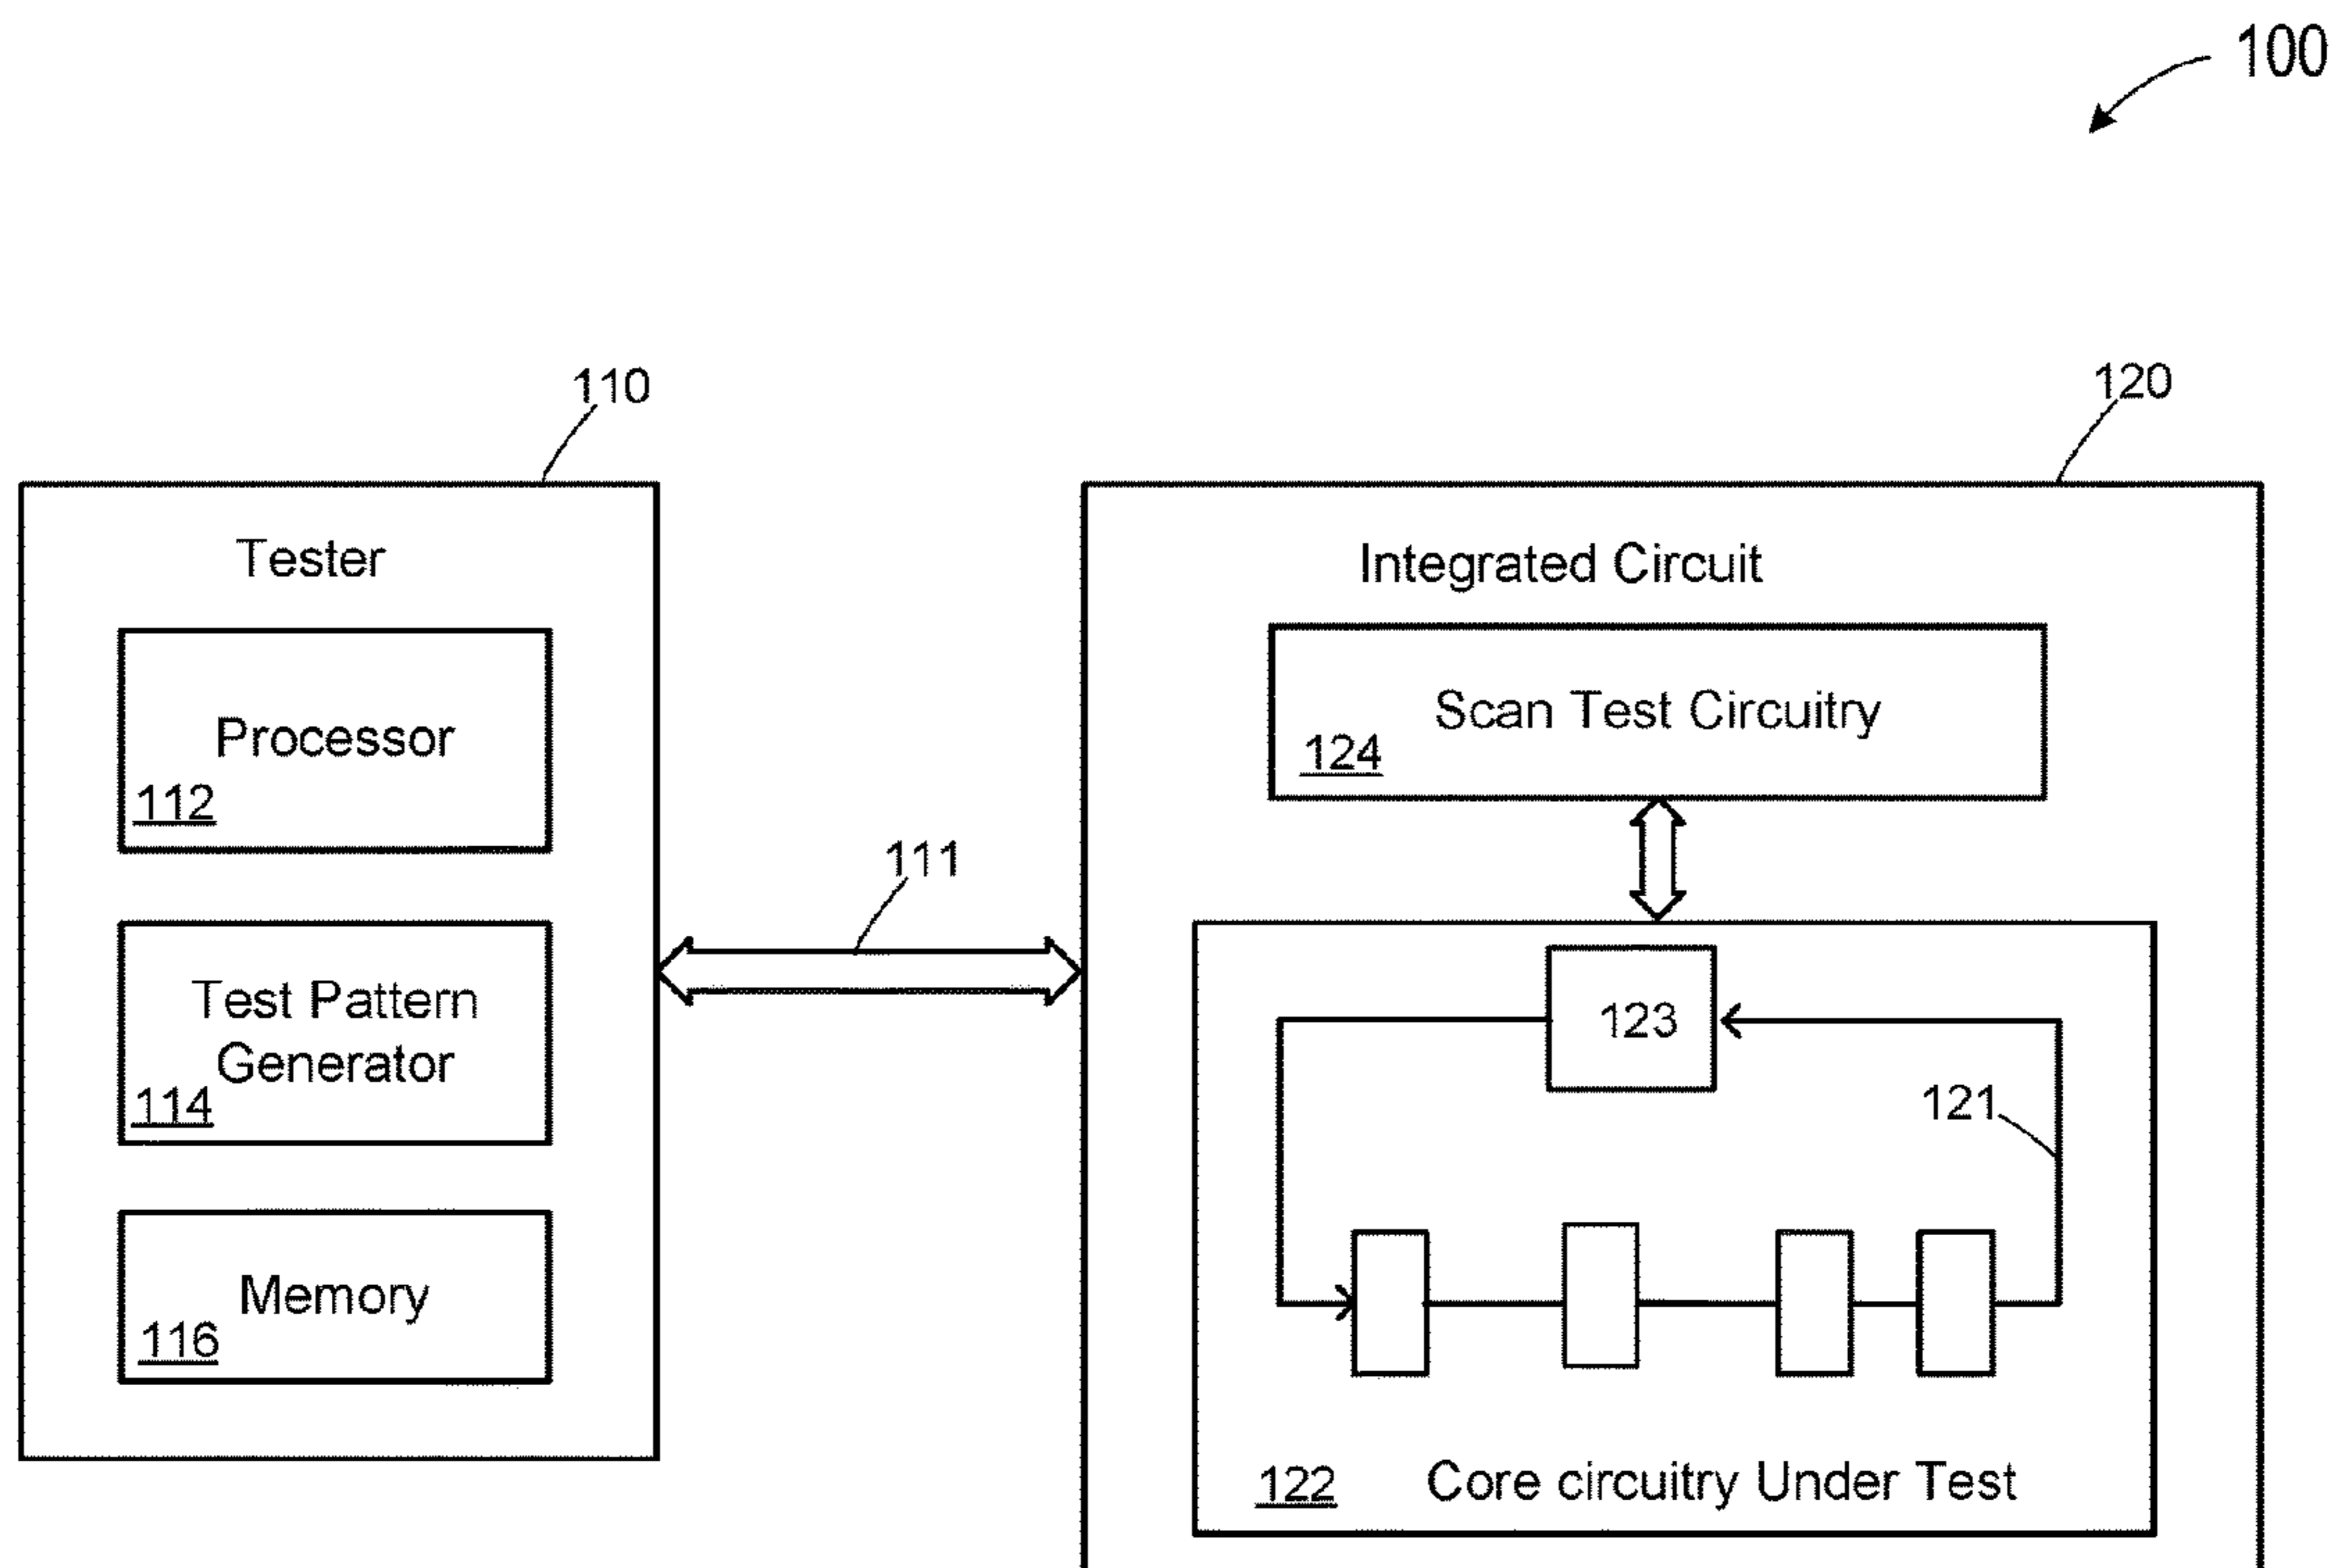 100
110
120
Tester
Processor
112
Test Pattern
Generator
114
Memory
116
111
Integrated Circuit
Scan Test Circuitry
124
123
121
122 Core circuitry Under Test